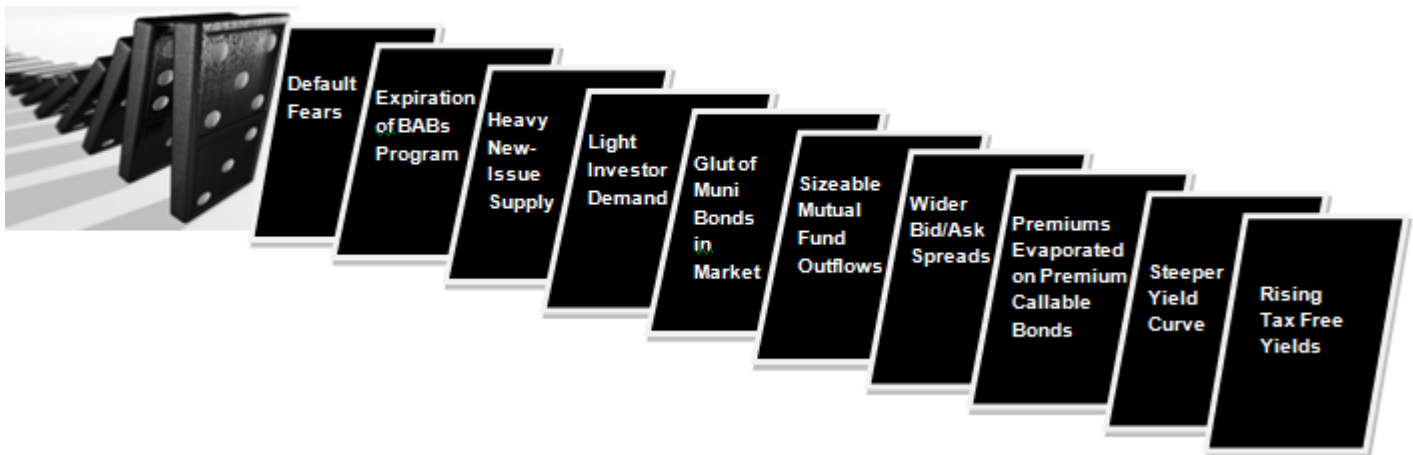 Default
Fears
Expiration
of BABs
Program
Heavy
New-
Issue
Supply
Light
Investor
Demand
Glut of
Muni
Bonds
in
Market
Sizeable
Mutual
Fund
Outflows
Wider
Bid/Ask
Spreads
Premiums
Evaporated
on Premium
Callable
Bonds
Steeper
Yield
Curve
Rising
Tax Free
Yields